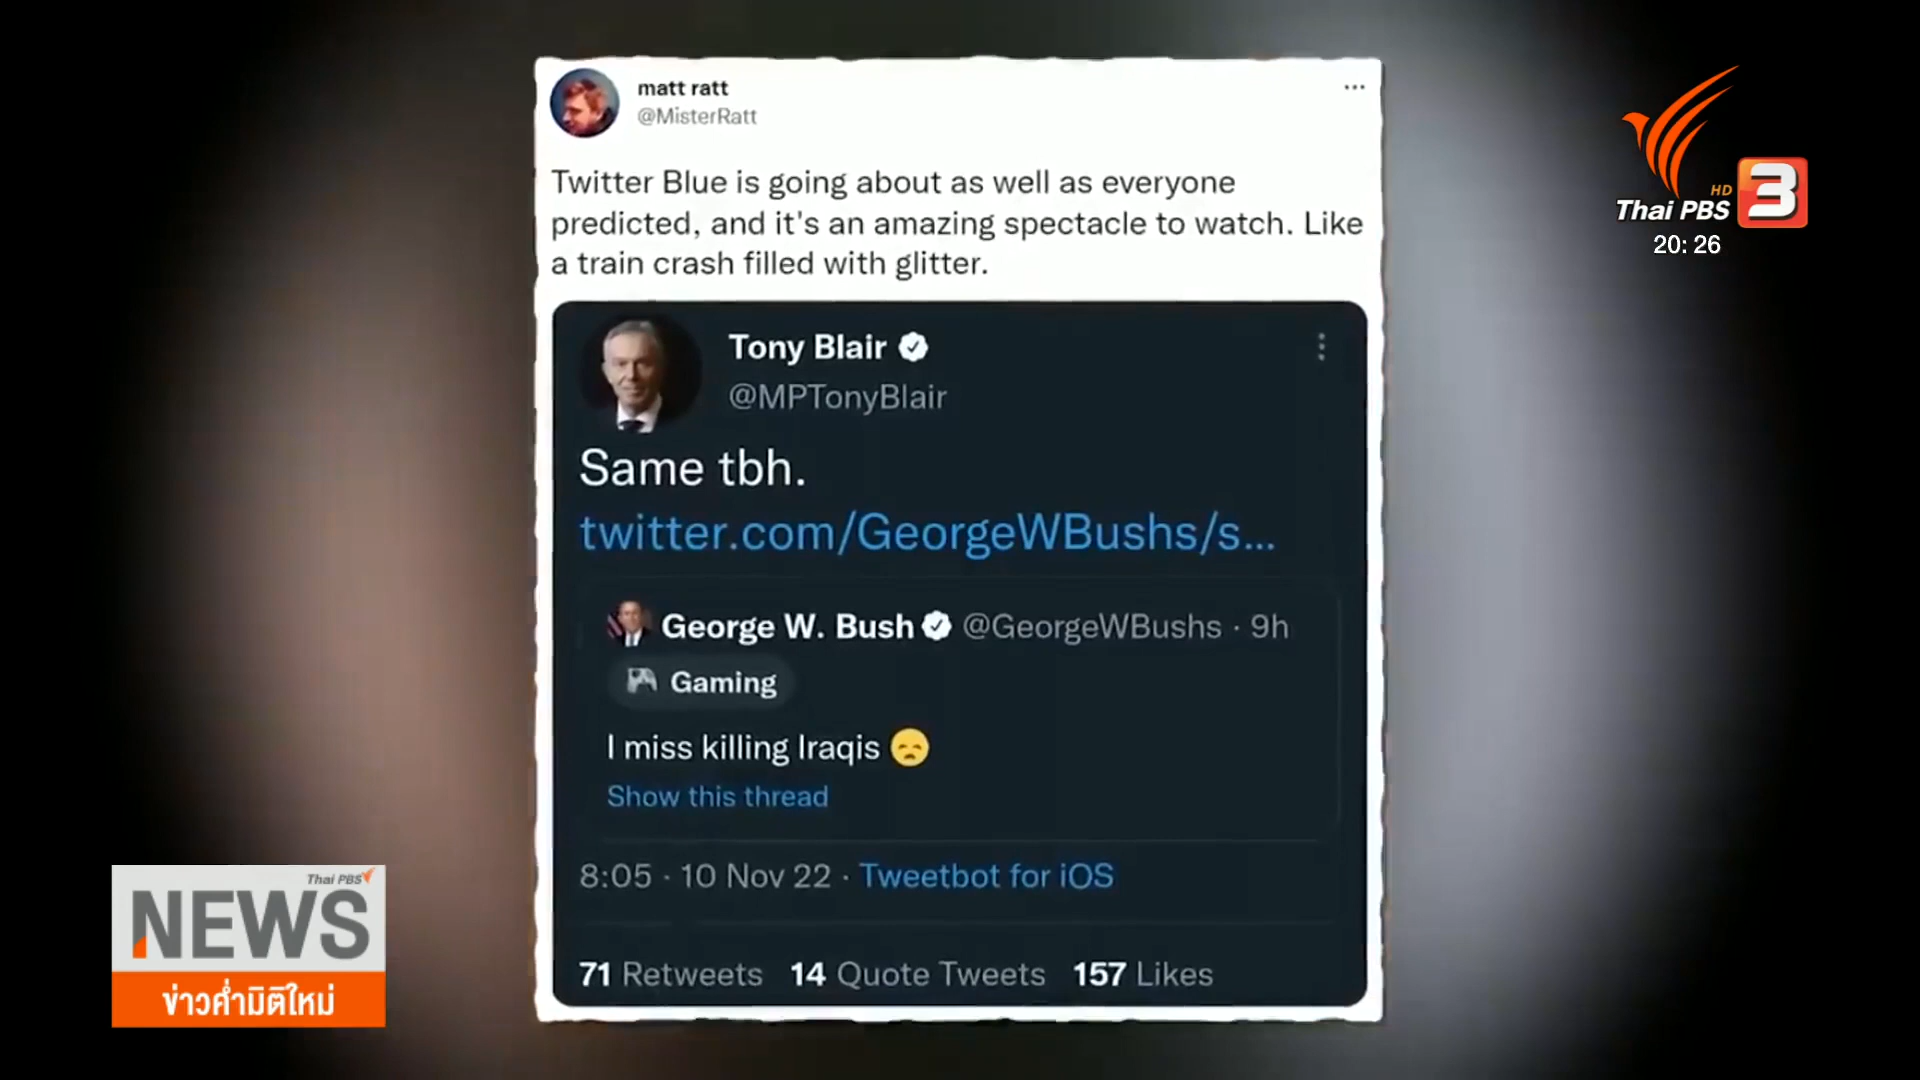 matt ratt
@MisterRatt
Twitter Blue is going about as well as everyone
predicted, and it's an amazing spectacle to watch. Like
a train crash filled with glitter.
Tony Blair
@MPTonyBlair
Same tbh.
twitter.com/GeorgeWBushs/s...
George W. Bush @GeorgeWBushs · 9h
Gaming
I miss killing Iraqis 😞
Show this thread
8:05 · 10 Nov 22 · Tweetbot for iOS
71 Retweets 14 Quote Tweets 157 Likes
HD
Thai PBS 3
20:26
Thai PBS
NEWS
ข่าวค่ำมิติใหม่